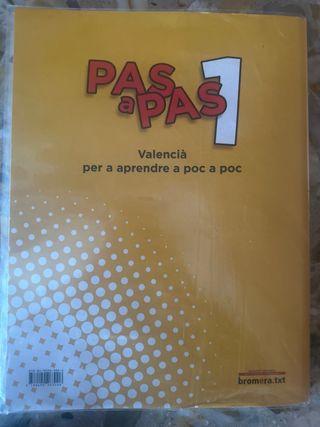 PAS
a PAS 1
Valencià
per a aprendre a poc a poc
bromera.txt